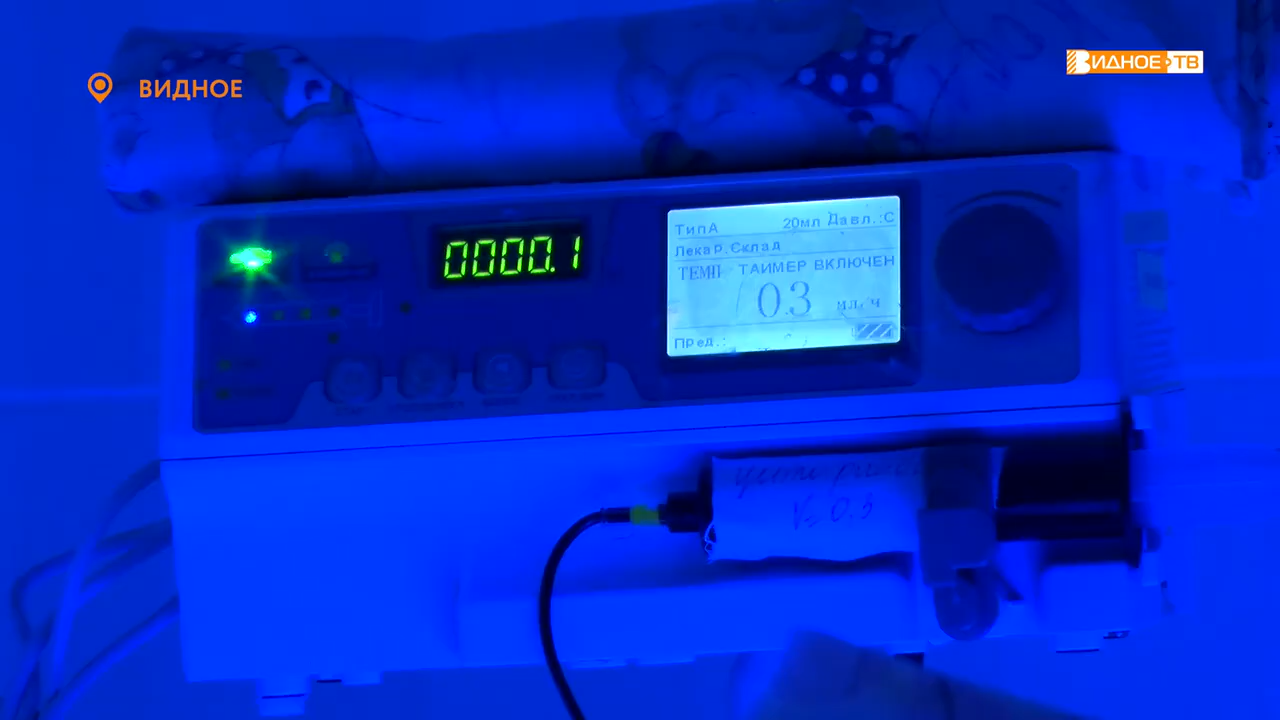 ВИДНОЕ
ВИДНОЕ ТВ
0000.1
ТипА 20мл Давл.:С
Лекар.Склад
ТЕМП ТАЙМЕР ВКЛЮЧЕН
0.3 мл/ч
Пред.:
V= 0.3